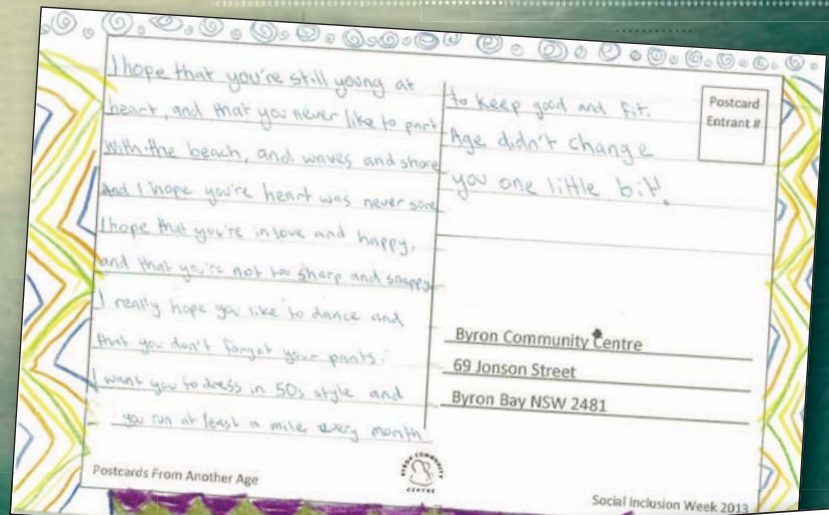 I hope that you're still young at
heart, and that you never like to part
with the beach, and waves and shore
And I hope you're heart was never sore
I hope that you're in love and happy,
and that you're not too sharp and snappy
I really hope you like to dance and
that you don't forget your pants.
I want you to dress in 50s style and
you run at least a mile every month
to keep good and fit.
Age didn't change
you one little bit!
Postcard
Entrant #
Byron Community Centre
69 Jonson Street
Byron Bay NSW 2481
Postcards From Another Age
BYRON COMMUNITY
CENTRE
Social Inclusion Week 2013